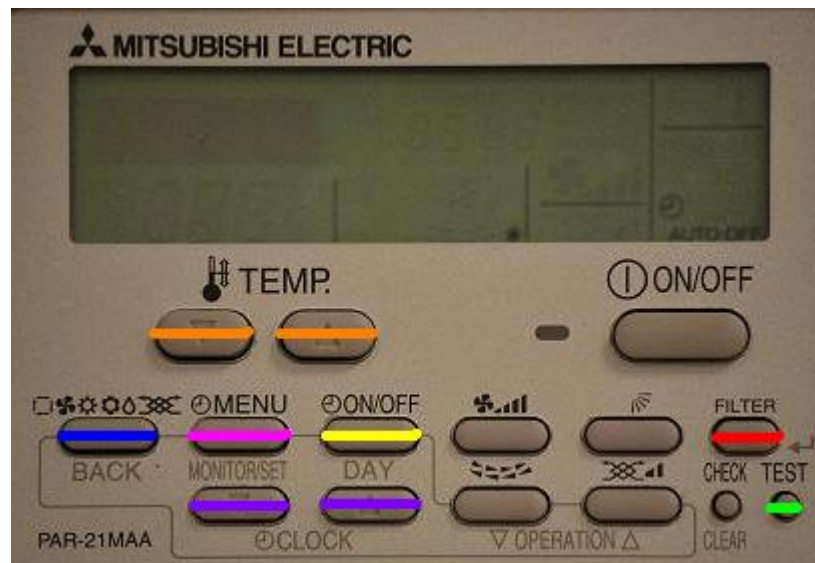 MITSUBISHI ELECTRIC
AUTO OFF
TEMP.
ON/OFF
MENU ON/OFF FILTER
BACK MONITOR/SET DAY CHECK TEST
PAR-21MAA CLOCK OPERATION CLEAR